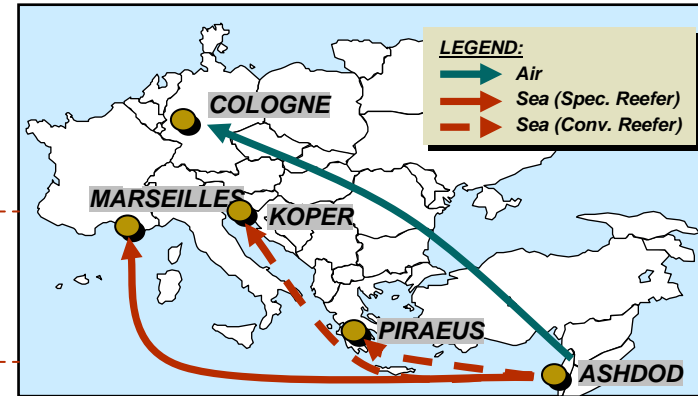 LEGEND:
Air
Sea (Spec. Reefer)
Sea (Conv. Reefer)
COLOGNE
MARSEILLES
KOPER
PIRAEUS
ASHDOD